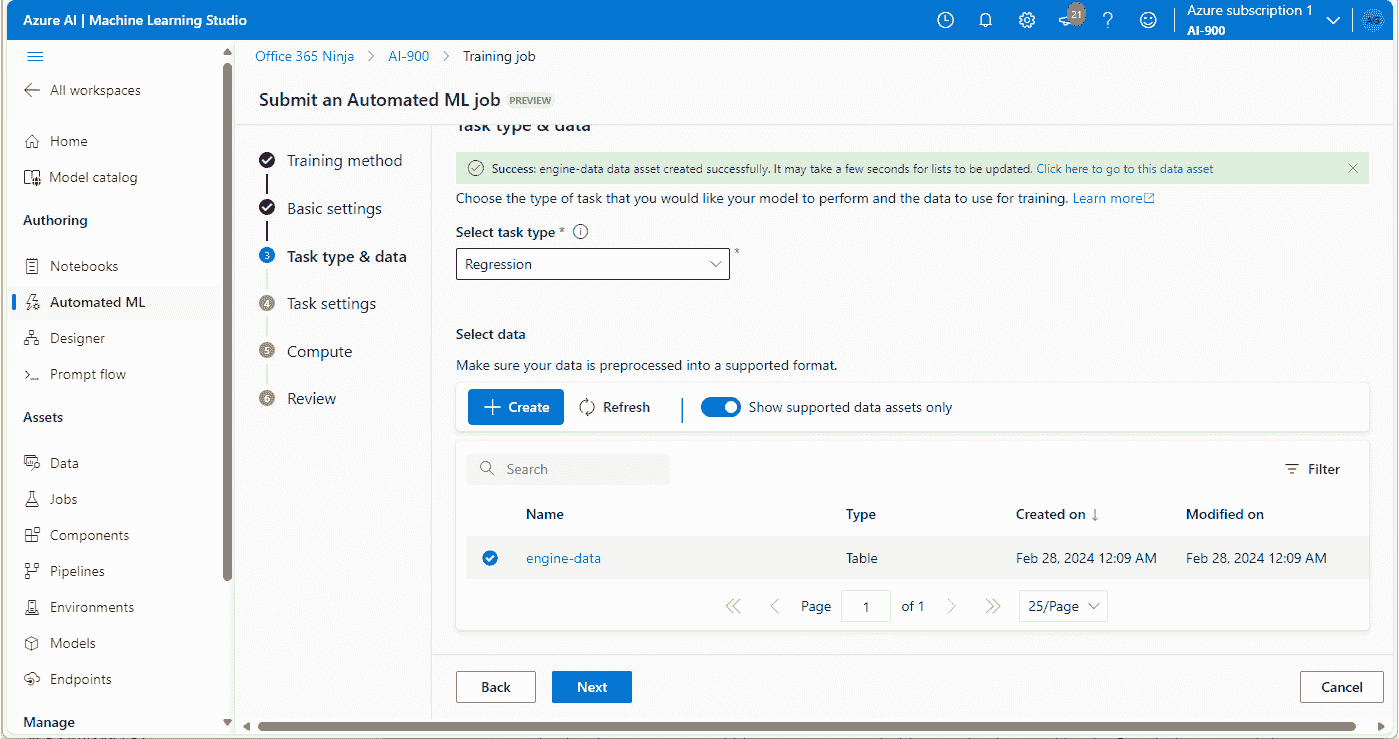 Azure AI | Machine Learning Studio
21
Azure subscription 1
AI-900
All workspaces
Home
Model catalog
Authoring
Notebooks
Automated ML
Designer
Prompt flow
Assets
Data
Jobs
Components
Pipelines
Environments
Models
Endpoints
Manage
Office 365 Ninja > AI-900 > Training job
Submit an Automated ML job PREVIEW
Training method
Basic settings
3 Task type & data
4 Task settings
5 Compute
6 Review
Task type & data
Success: engine-data data asset created successfully. It may take a few seconds for lists to be updated. Click here to go to this data asset
Choose the type of task that you would like your model to perform and the data to use for training. Learn more
Select task type *
Regression *
Select data
Make sure your data is preprocessed into a supported format.
+ Create Refresh | Show supported data assets only
Search Filter
Name Type Created on ↓ Modified on
engine-data Table Feb 28, 2024 12:09 AM Feb 28, 2024 12:09 AM
Page 1 of 1 25/Page
Back Next Cancel